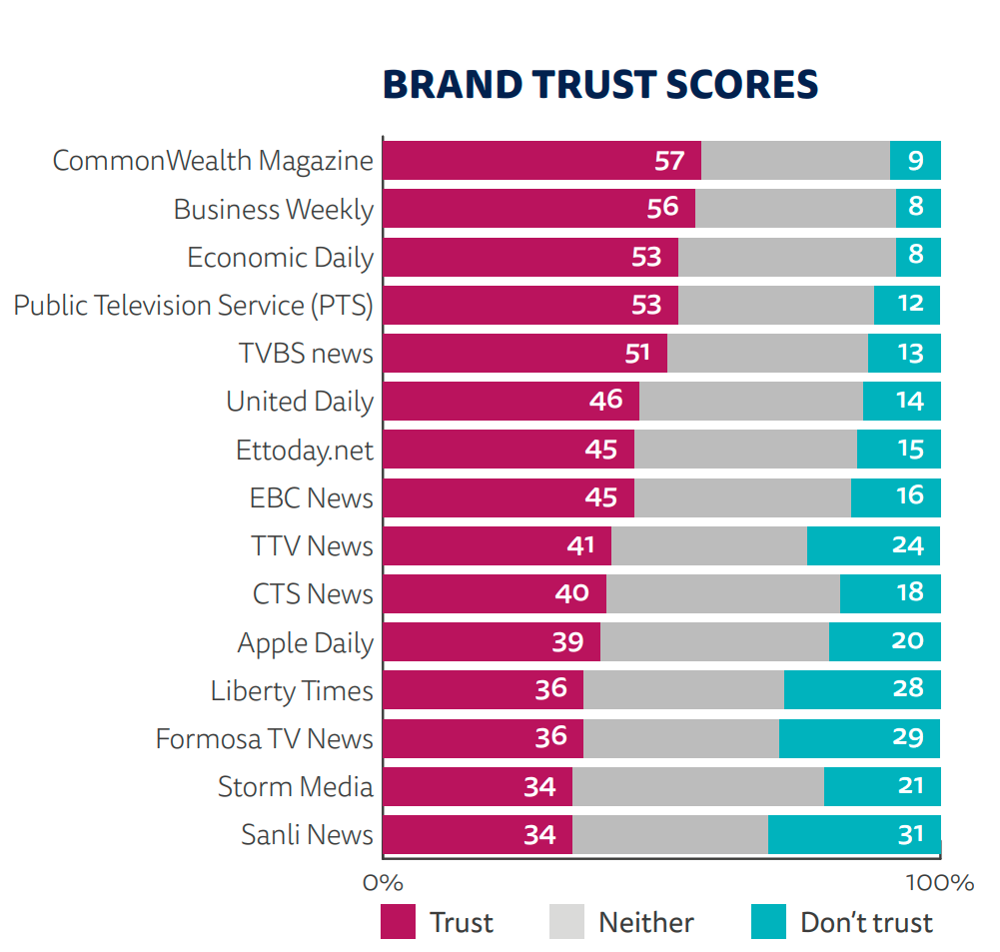 BRAND TRUST SCORES
CommonWealth Magazine 57 9
Business Weekly 56 8
Economic Daily 53 8
Public Television Service (PTS) 53 12
TVBS news 51 13
United Daily 46 14
Ettoday.net 45 15
EBC News 45 16
TTV News 41 24
CTS News 40 18
Apple Daily 39 20
Liberty Times 36 28
Formosa TV News 36 29
Storm Media 34 21
Sanli News 34 31
0% 100%
Trust Neither Don’t trust